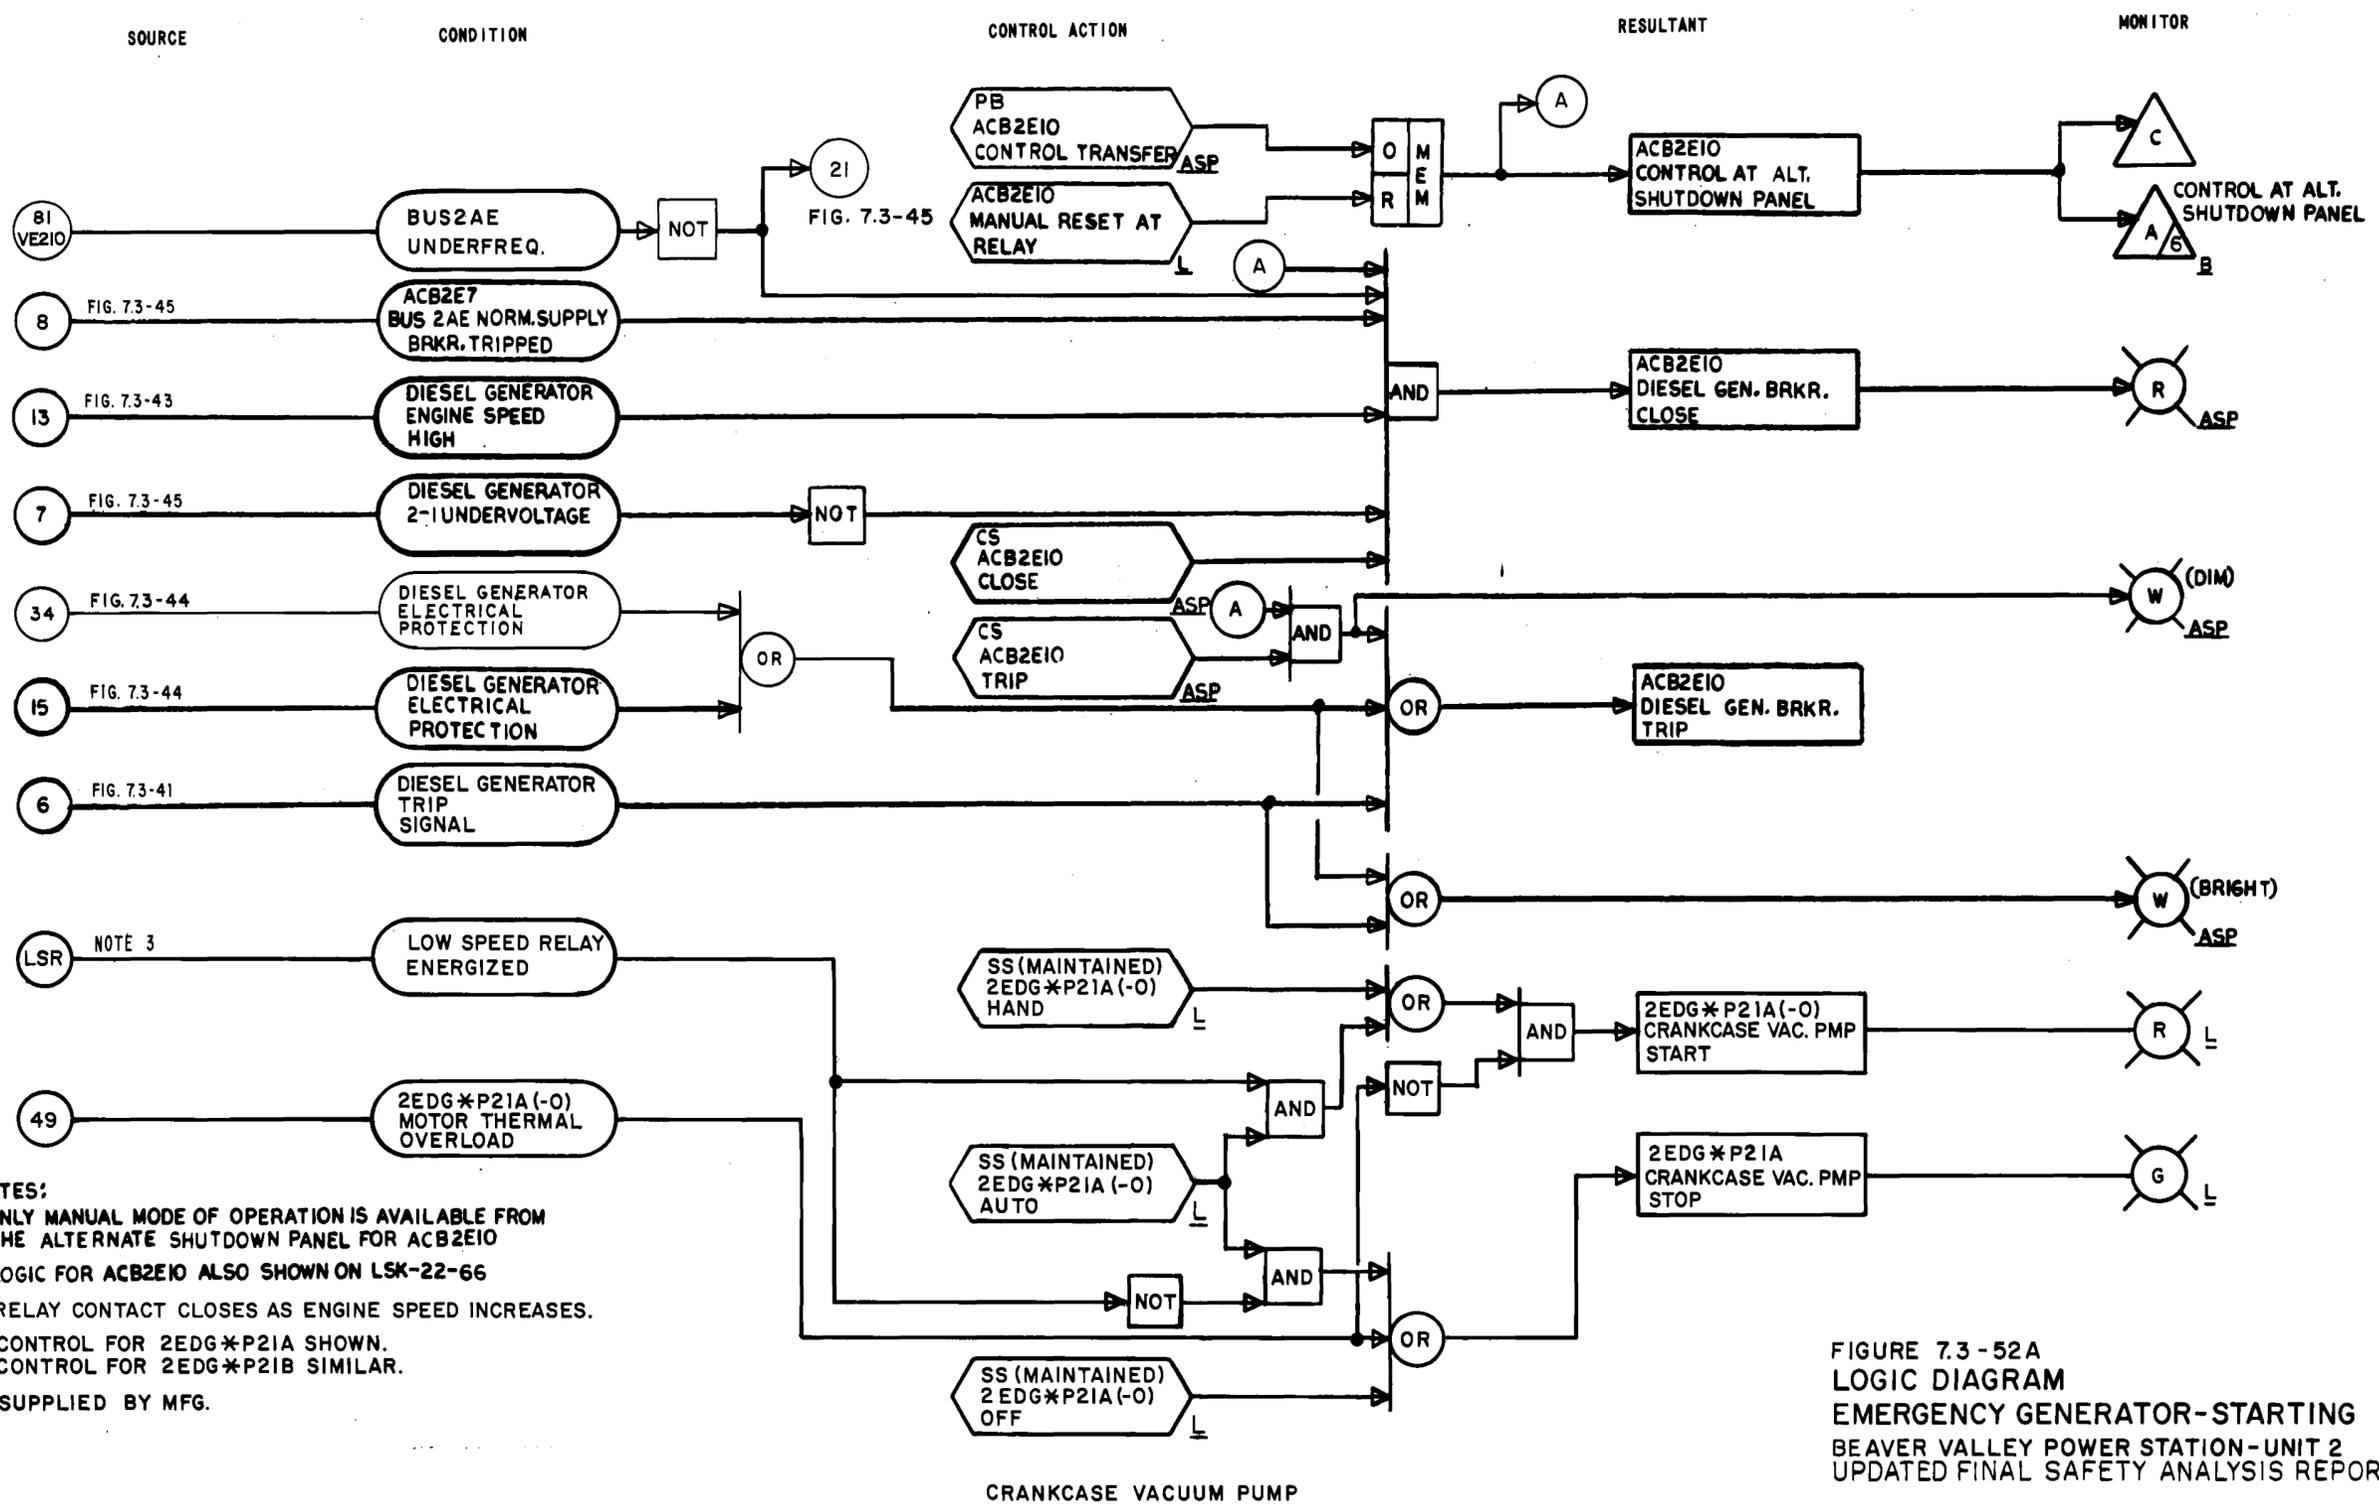 SOURCE
CONDITION
CONTROL ACTION
RESULTANT
MONITOR
PB
ACB2E10
CONTROL TRANSFER
ASP
ACB2E10
MANUAL RESET AT
RELAY
L
O
R
MEM
A
ACB2E10
CONTROL AT ALT.
SHUTDOWN PANEL
C
A
6
B
CONTROL AT ALT.
SHUTDOWN PANEL
81
VE210
BUS2AE
UNDERFREQ.
NOT
21
FIG. 7.3-45
A
8
FIG. 7.3-45
ACB2E7
BUS 2AE NORM.SUPPLY
BRKR. TRIPPED
13
FIG. 7.3-43
DIESEL GENERATOR
ENGINE SPEED
HIGH
AND
ACB2E10
DIESEL GEN. BRKR.
CLOSE
R
ASP
7
FIG. 7.3-45
DIESEL GENERATOR
2-1 UNDERVOLTAGE
NOT
CS
ACB2E10
CLOSE
34
FIG. 7.3-44
DIESEL GENERATOR
ELECTRICAL
PROTECTION
ASP
A
AND
W
(DIM)
ASP
CS
ACB2E10
TRIP
ASP
OR
15
FIG. 7.3-44
DIESEL GENERATOR
ELECTRICAL
PROTECTION
OR
ACB2E10
DIESEL GEN. BRKR.
TRIP
6
FIG. 7.3-41
DIESEL GENERATOR
TRIP
SIGNAL
OR
W
(BRIGHT)
ASP
LSR
NOTE 3
LOW SPEED RELAY
ENERGIZED
SS (MAINTAINED)
2EDG*P21A(-O)
HAND
L
OR
AND
2EDG*P21A(-O)
CRANKCASE VAC. PMP
START
R
L
NOT
49
2EDG*P21A(-O)
MOTOR THERMAL
OVERLOAD
AND
SS (MAINTAINED)
2EDG*P21A(-O)
AUTO
L
2EDG*P21A
CRANKCASE VAC. PMP
STOP
G
L
AND
NOT
OR
SS (MAINTAINED)
2EDG*P21A(-O)
OFF
L
TES:
NLY MANUAL MODE OF OPERATION IS AVAILABLE FROM
HE ALTERNATE SHUTDOWN PANEL FOR ACB2E10
OGIC FOR ACB2E10 ALSO SHOWN ON LSK-22-66
RELAY CONTACT CLOSES AS ENGINE SPEED INCREASES.
CONTROL FOR 2EDG*P21A SHOWN.
CONTROL FOR 2EDG*P21B SIMILAR.
SUPPLIED BY MFG.
CRANKCASE VACUUM PUMP
FIGURE 7.3-52A
LOGIC DIAGRAM
EMERGENCY GENERATOR-STARTING
BEAVER VALLEY POWER STATION-UNIT 2
UPDATED FINAL SAFETY ANALYSIS REPOR